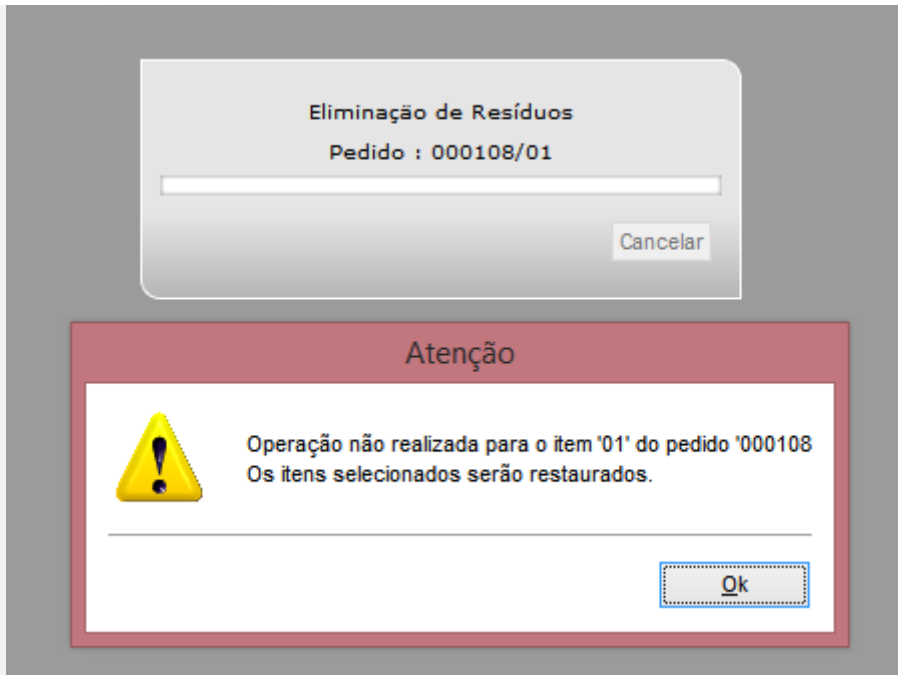 Eliminação de Resíduos
Pedido : 000108/01
Cancelar
Atenção
Operação não realizada para o item '01' do pedido '000108
Os itens selecionados serão restaurados.
Ok